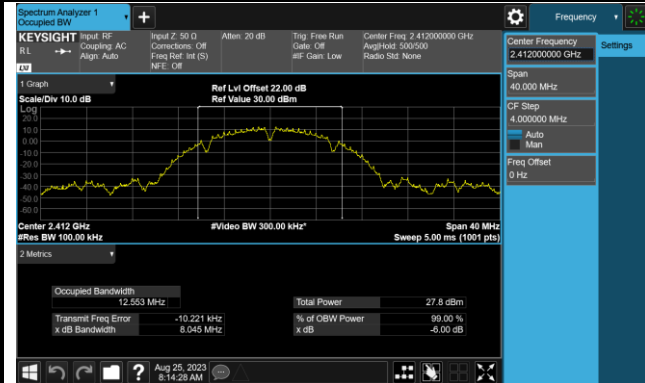 Spectrum Analyzer 1
Occupied BW
Frequency
KEYSIGHT
RL
LXI
Input: RF
Coupling: AC
Align: Auto
Input Z: 50 Ω
Corrections: Off
Freq Ref: Int (S)
NFE: Off
Atten: 20 dB
Trig: Free Run
Gate: Off
#IF Gain: Low
Center Freq: 2.412000000 GHz
Avg|Hold: 500/500
Radio Std: None
Center Frequency
2.412000000 GHz
Settings
Span
40.000 MHz
CF Step
4.000000 MHz
Auto
Man
Freq Offset
0 Hz
1 Graph
Scale/Div 10.0 dB
Ref Lvl Offset 22.00 dB
Ref Value 30.00 dBm
Log
20.0
10.0
0.00
-10.0
-20.0
-30.0
-40.0
-50.0
-60.0
Center 2.412 GHz
#Video BW 300.00 kHz*
Span 40 MHz
#Res BW 100.00 kHz
Sweep 5.00 ms (1001 pts)
2 Metrics
Occupied Bandwidth
12.553 MHz
Total Power 27.8 dBm
Transmit Freq Error -10.221 kHz
% of OBW Power 99.00 %
x dB Bandwidth 8.045 MHz
x dB -6.00 dB
Aug 25, 2023
8:14:28 AM